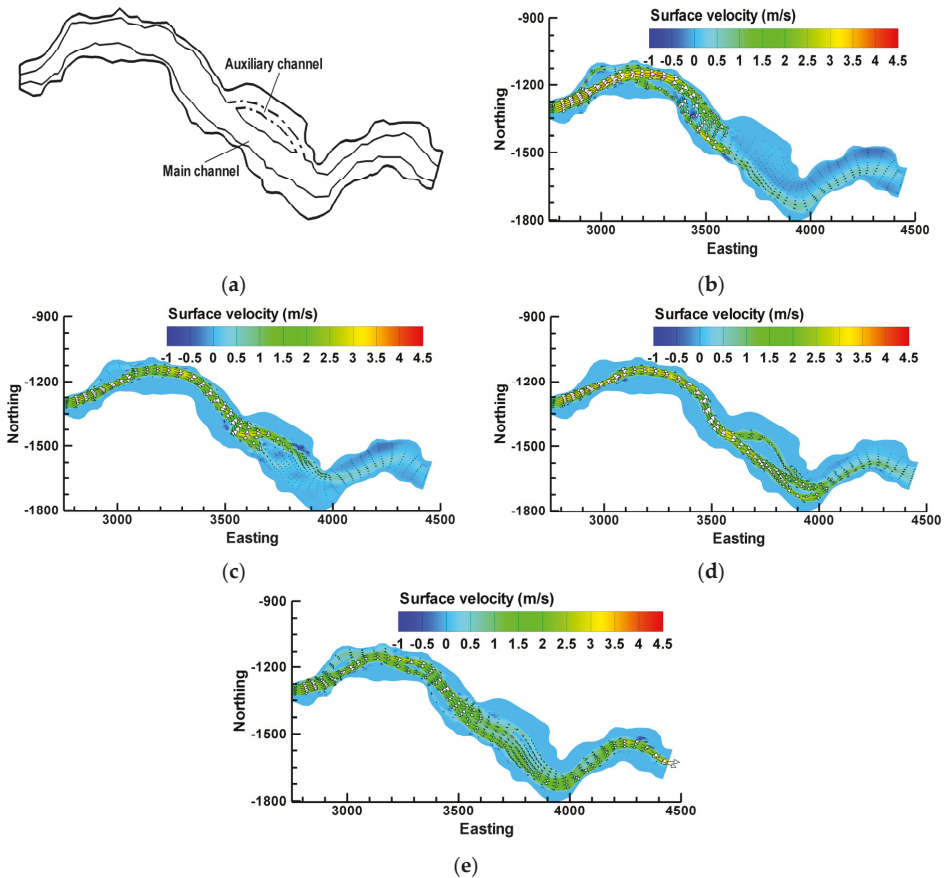 Auxiliary channel
Main channel
(a)
Surface velocity (m/s)
-1 -0.5 0 0.5 1 1.5 2 2.5 3 3.5 4 4.5
-900
-1200
-1500
-1800
Northing
3000 3500 4000 4500
Easting
(b)
Surface velocity (m/s)
-1 -0.5 0 0.5 1 1.5 2 2.5 3 3.5 4 4.5
-900
-1200
-1500
-1800
Northing
3000 3500 4000 4500
Easting
(c)
Surface velocity (m/s)
-1 -0.5 0 0.5 1 1.5 2 2.5 3 3.5 4 4.5
-900
-1200
-1500
-1800
Northing
3000 3500 4000 4500
Easting
(d)
Surface velocity (m/s)
-1 -0.5 0 0.5 1 1.5 2 2.5 3 3.5 4 4.5
-900
-1200
-1500
-1800
Northing
3000 3500 4000 4500
Easting
(e)